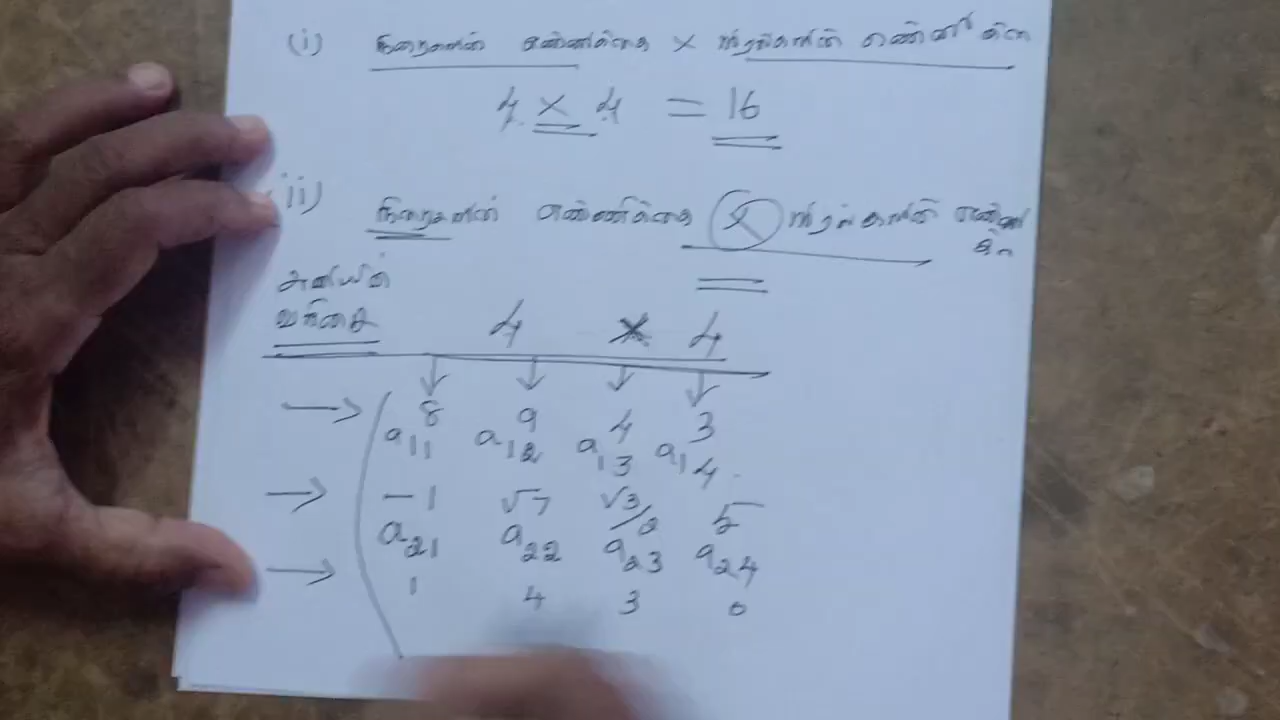 (i) நிரைகளின் எண்ணிக்கை × நிரல்களின் எண்ணிக்கை
4 × 4 = 16
ii) நிரைகளின் எண்ணிக்கை × நிரல்களின் எண்ணிக்கை
அணியின்
வரிசை 4 × 4
8 9 4 3
a11 a12 a13 a14
-1 √7 √3/2 5
a21 a22 a23 a24
1 4 3 0